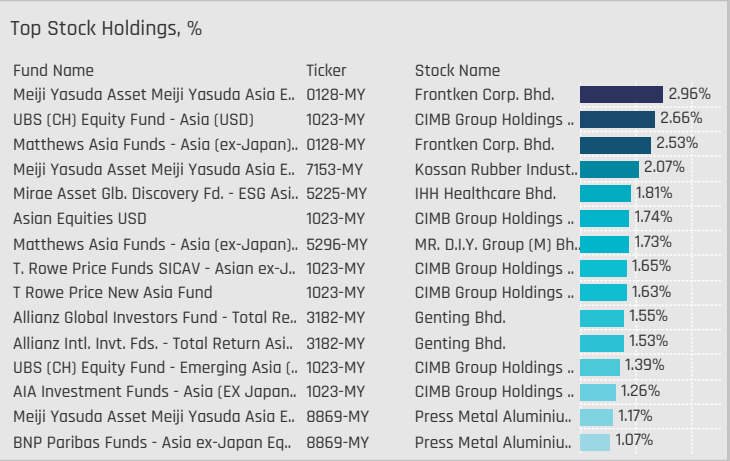 Top Stock Holdings, %
Fund Name Ticker Stock Name
Meiji Yasuda Asset Meiji Yasuda Asia E.. 0128-MY Frontken Corp. Bhd. 2.96%
UBS (CH) Equity Fund - Asia (USD) 1023-MY CIMB Group Holdings .. 2.66%
Matthews Asia Funds - Asia (ex-Japan).. 0128-MY Frontken Corp. Bhd. 2.53%
Meiji Yasuda Asset Meiji Yasuda Asia E.. 7153-MY Kossan Rubber Indust.. 2.07%
Mirae Asset Glb. Discovery Fd. - ESG Asi.. 5225-MY IHH Healthcare Bhd. 1.81%
Asian Equities USD 1023-MY CIMB Group Holdings .. 1.74%
Matthews Asia Funds - Asia (ex-Japan).. 5296-MY MR. D.I.Y. Group (M) Bh.. 1.73%
T. Rowe Price Funds SICAV - Asian ex-J.. 1023-MY CIMB Group Holdings .. 1.65%
T Rowe Price New Asia Fund 1023-MY CIMB Group Holdings .. 1.63%
Allianz Global Investors Fund - Total Re.. 3182-MY Genting Bhd. 1.55%
Allianz Intl. Invt. Fds. - Total Return Asi.. 3182-MY Genting Bhd. 1.53%
UBS (CH) Equity Fund - Emerging Asia (.. 1023-MY CIMB Group Holdings .. 1.39%
AIA Investment Funds - Asia (EX Japan.. 1023-MY CIMB Group Holdings .. 1.26%
Meiji Yasuda Asset Meiji Yasuda Asia E.. 8869-MY Press Metal Aluminiu.. 1.17%
BNP Paribas Funds - Asia ex-Japan Eq.. 8869-MY Press Metal Aluminiu.. 1.07%